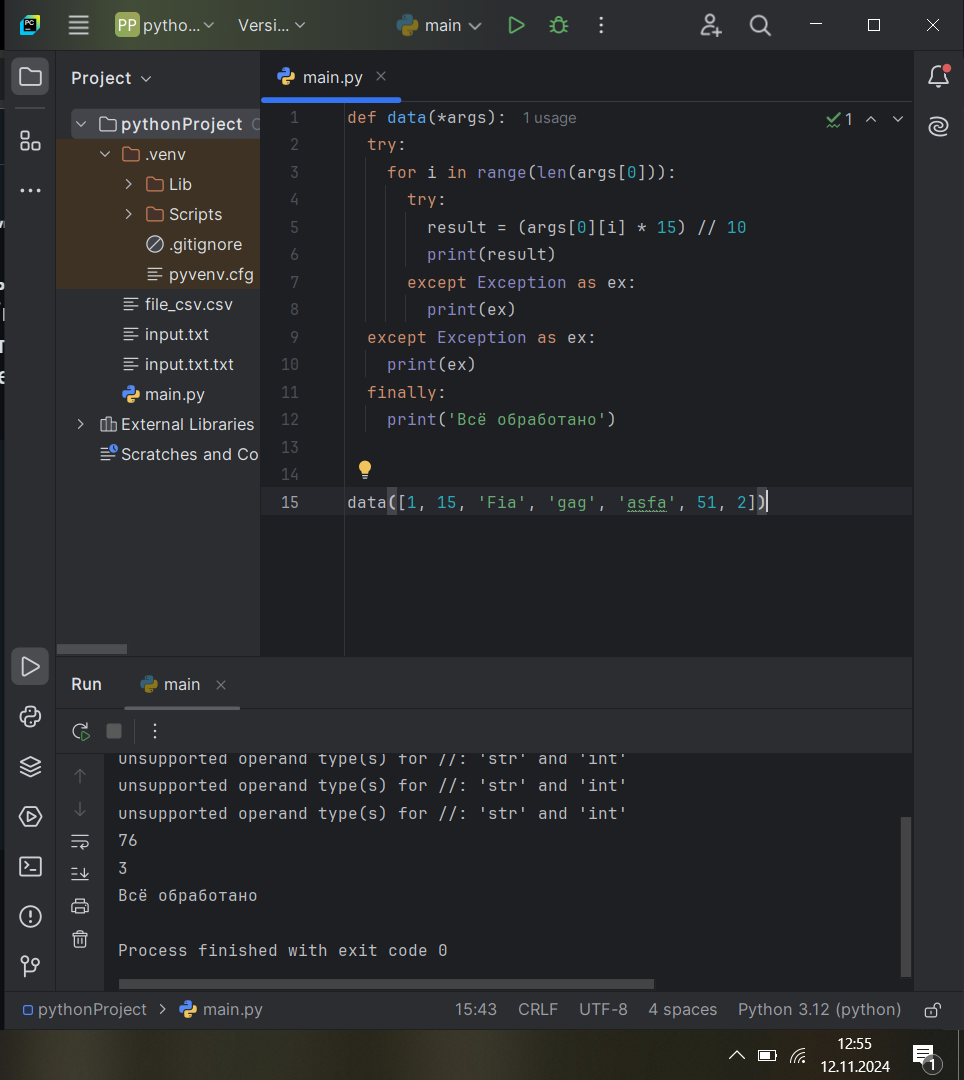 PC
PP pytho... Versi... main
Project main.py
pythonProject
.venv
Lib
Scripts
.gitignore
pyvenv.cfg
file_csv.csv
input.txt
input.txt.txt
main.py
External Libraries
Scratches and Co
1 def data(*args): 1 usage
1
2 try:
3 for i in range(len(args[0])):
4 try:
5 result = (args[0][i] * 15) // 10
6 print(result)
7 except Exception as ex:
8 print(ex)
9 except Exception as ex:
10 print(ex)
11 finally:
12 print('Всё обработано')
13
14
15 data([1, 15, 'Fia', 'gag', 'asfa', 51, 2])
Run main
unsupported operand type(s) for //: 'str' and 'int'
unsupported operand type(s) for //: 'str' and 'int'
unsupported operand type(s) for //: 'str' and 'int'
76
3
Всё обработано
Process finished with exit code 0
pythonProject > main.py 15:43 CRLF UTF-8 4 spaces Python 3.12 (python)
12:55
12.11.2024
1